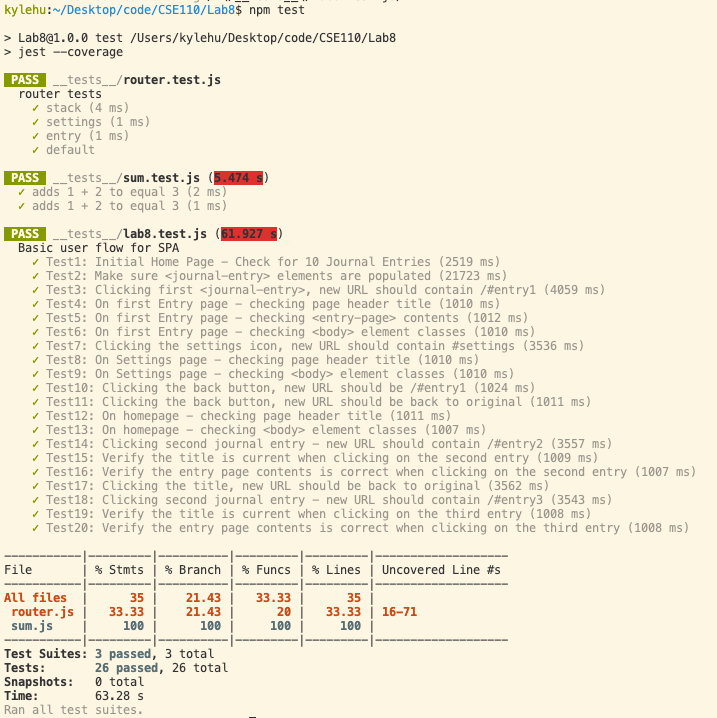 kylehu:~/Desktop/code/CSE110/Lab8$ npm test
> Lab8@1.0.0 test /Users/kylehu/Desktop/code/CSE110/Lab8
> jest --coverage
PASS __tests__/router.test.js
router tests
✓ stack (4 ms)
✓ settings (1 ms)
✓ entry (1 ms)
✓ default
PASS __tests__/sum.test.js (5.474 s)
✓ adds 1 + 2 to equal 3 (2 ms)
✓ adds 1 + 2 to equal 3 (1 ms)
PASS __tests__/lab8.test.js (61.927 s)
Basic user flow for SPA
✓ Test1: Initial Home Page – Check for 10 Journal Entries (2519 ms)
✓ Test2: Make sure <journal-entry> elements are populated (21723 ms)
✓ Test3: Clicking first <journal-entry>, new URL should contain /#entry1 (4059 ms)
✓ Test4: On first Entry page – checking page header title (1010 ms)
✓ Test5: On first Entry page – checking <entry-page> contents (1012 ms)
✓ Test6: On first Entry page – checking <body> element classes (1010 ms)
✓ Test7: Clicking the settings icon, new URL should contain #settings (3536 ms)
✓ Test8: On Settings page – checking page header title (1010 ms)
✓ Test9: On Settings page – checking <body> element classes (1010 ms)
✓ Test10: Clicking the back button, new URL should be /#entry1 (1024 ms)
✓ Test11: Clicking the back button, new URL should be back to original (1011 ms)
✓ Test12: On homepage – checking page header title (1011 ms)
✓ Test13: On homepage – checking <body> element classes (1007 ms)
✓ Test14: Clicking second journal entry – new URL should contain /#entry2 (3557 ms)
✓ Test15: Verify the title is current when clicking on the second entry (1009 ms)
✓ Test16: Verify the entry page contents is correct when clicking on the second entry (1007 ms)
✓ Test17: Clicking the title, new URL should be back to original (3562 ms)
✓ Test18: Clicking second journal entry – new URL should contain /#entry3 (3543 ms)
✓ Test19: Verify the title is current when clicking on the third entry (1008 ms)
✓ Test20: Verify the entry page contents is correct when clicking on the third entry (1008 ms)
File | % Stmts | % Branch | % Funcs | % Lines | Uncovered Line #s
All files | 35 | 21.43 | 33.33 | 35 |
router.js | 33.33 | 21.43 | 20 | 33.33 | 16–71
sum.js | 100 | 100 | 100 | 100 |
Test Suites: 3 passed, 3 total
Tests: 26 passed, 26 total
Snapshots: 0 total
Time: 63.28 s
Ran all test suites.